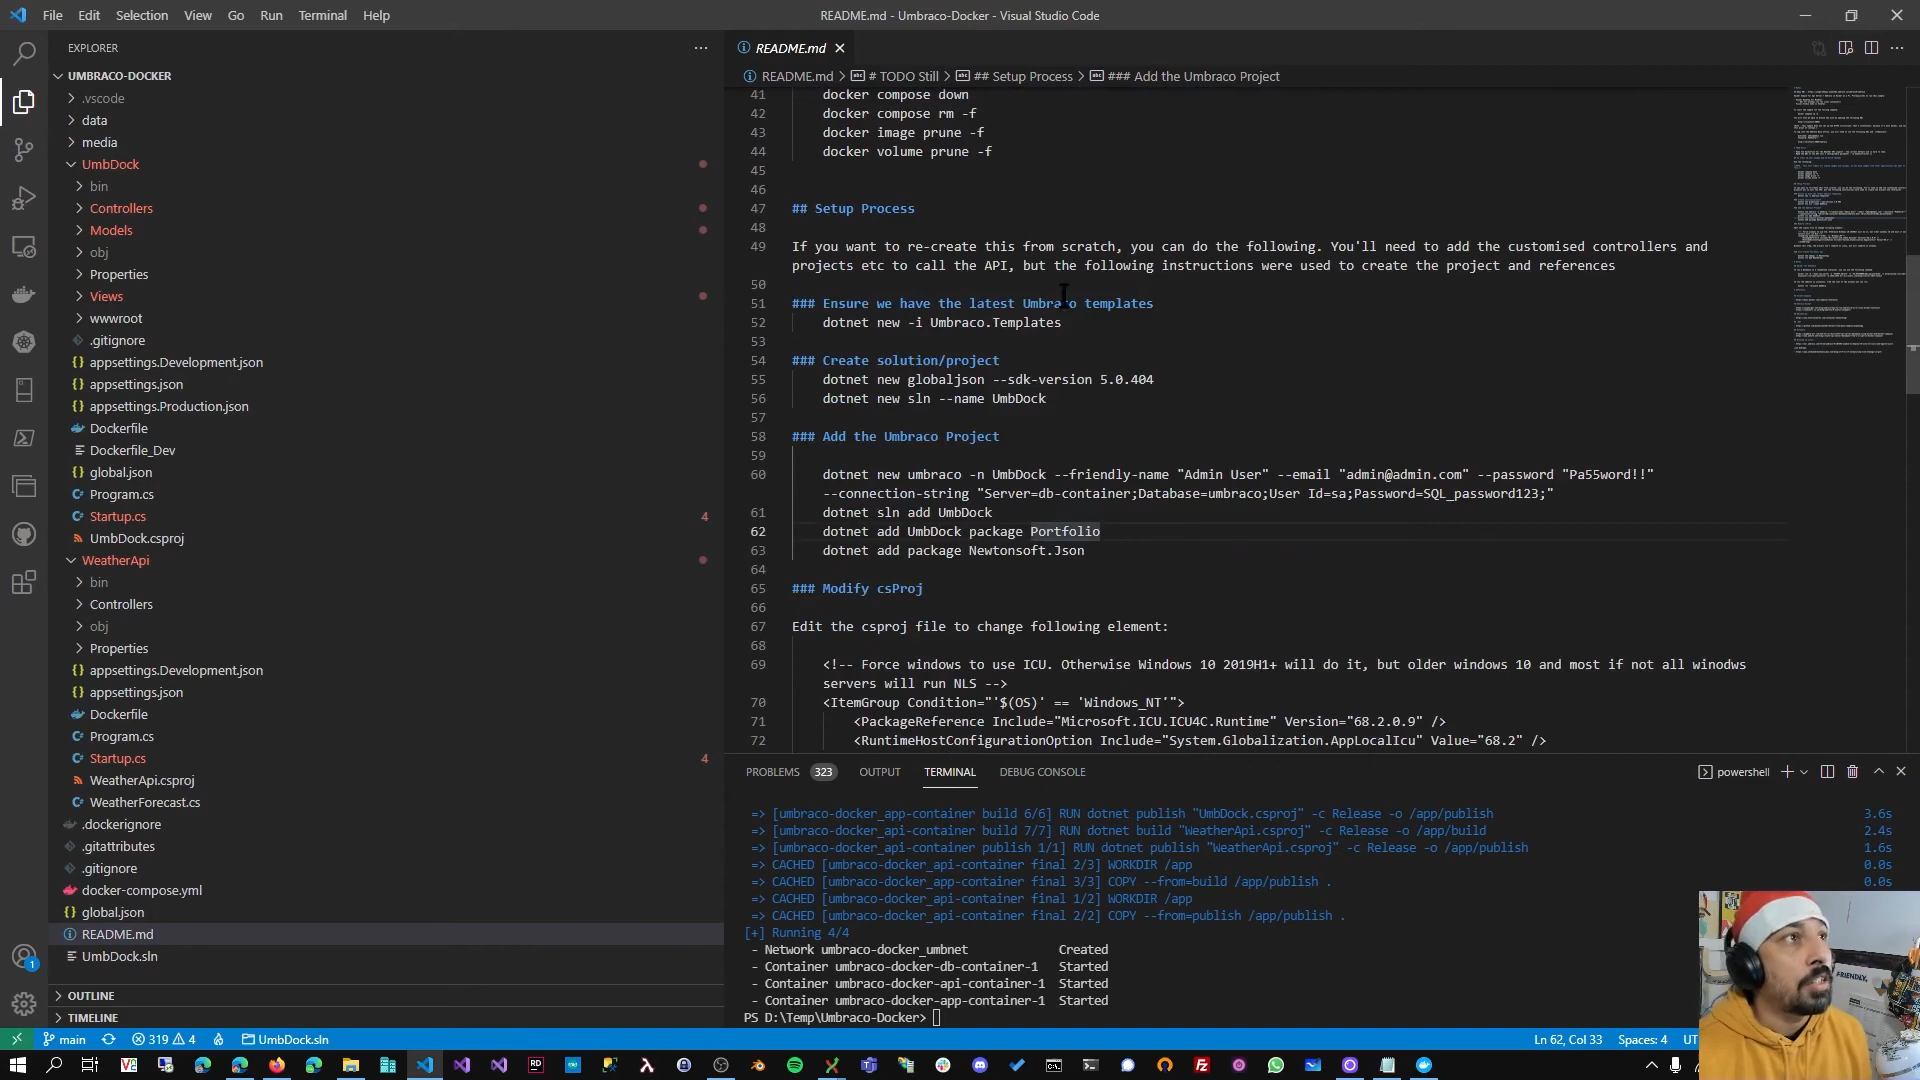 File Edit Selection View Go Run Terminal Help
README.md - Umbraco-Docker - Visual Studio Code
EXPLORER
UMBRACO-DOCKER
.vscode
data
media
UmbDock
bin
Controllers
Models
obj
Properties
Views
wwwroot
.gitignore
appsettings.Development.json
appsettings.json
appsettings.Production.json
Dockerfile
Dockerfile_Dev
global.json
Program.cs
Startup.cs 4
UmbDock.csproj
WeatherApi
bin
Controllers
obj
Properties
appsettings.Development.json
appsettings.json
Dockerfile
Program.cs
Startup.cs 4
WeatherApi.csproj
WeatherForecast.cs
.dockerignore
.gitattributes
.gitignore
docker-compose.yml
global.json
README.md
UmbDock.sln
OUTLINE
TIMELINE
README.md
README.md > # TODO Still > ## Setup Process > ### Add the Umbraco Project
41 docker compose down
42 docker compose rm -f
43 docker image prune -f
44 docker volume prune -f
45
46
47 ## Setup Process
48
49 If you want to re-create this from scratch, you can do the following. You'll need to add the customised controllers and
projects etc to call the API, but the following instructions were used to create the project and references
50
51 ### Ensure we have the latest Umbraco templates
52 dotnet new -i Umbraco.Templates
53
54 ### Create solution/project
55 dotnet new globaljson --sdk-version 5.0.404
56 dotnet new sln --name UmbDock
57
58 ### Add the Umbraco Project
59
60 dotnet new umbraco -n UmbDock --friendly-name "Admin User" --email "admin@admin.com" --password "Pa55word!!"
--connection-string "Server=db-container;Database=umbraco;User Id=sa;Password=SQL_password123;"
61 dotnet sln add UmbDock
62 dotnet add UmbDock package Portfolio
63 dotnet add package Newtonsoft.Json
64
65 ### Modify csProj
66
67 Edit the csproj file to change following element:
68
69 <!-- Force windows to use ICU. Otherwise Windows 10 2019H1+ will do it, but older windows 10 and most if not all winodws
servers will run NLS -->
70 <ItemGroup Condition="'$(OS)' == 'Windows_NT'">
71 <PackageReference Include="Microsoft.ICU.ICU4C.Runtime" Version="68.2.0.9" />
72 <RuntimeHostConfigurationOption Include="System.Globalization.AppLocalIcu" Value="68.2" />
PROBLEMS 323 OUTPUT TERMINAL DEBUG CONSOLE
powershell
=> [umbraco-docker_app-container build 6/6] RUN dotnet publish "UmbDock.csproj" -c Release -o /app/publish 3.6s
=> [umbraco-docker_api-container build 7/7] RUN dotnet build "WeatherApi.csproj" -c Release -o /app/build 2.4s
=> [umbraco-docker_api-container publish 1/1] RUN dotnet publish "WeatherApi.csproj" -c Release -o /app/publish 1.6s
=> CACHED [umbraco-docker_api-container final 2/3] WORKDIR /app 0.0s
=> CACHED [umbraco-docker_app-container final 3/3] COPY --from=build /app/publish . 0.0s
=> CACHED [umbraco-docker_api-container final 1/2] WORKDIR /app
=> CACHED [umbraco-docker_api-container final 2/2] COPY --from=publish /app/publish .
[+] Running 4/4
- Network umbraco-docker_umbnet Created
- Container umbraco-docker-db-container-1 Started
- Container umbraco-docker-api-container-1 Started
- Container umbraco-docker-app-container-1 Started
PS D:\Temp\Umbraco-Docker>
FRIENDLY.
1
main 319 4 UmbDock.sln
Ln 62, Col 33 Spaces: 4 UT